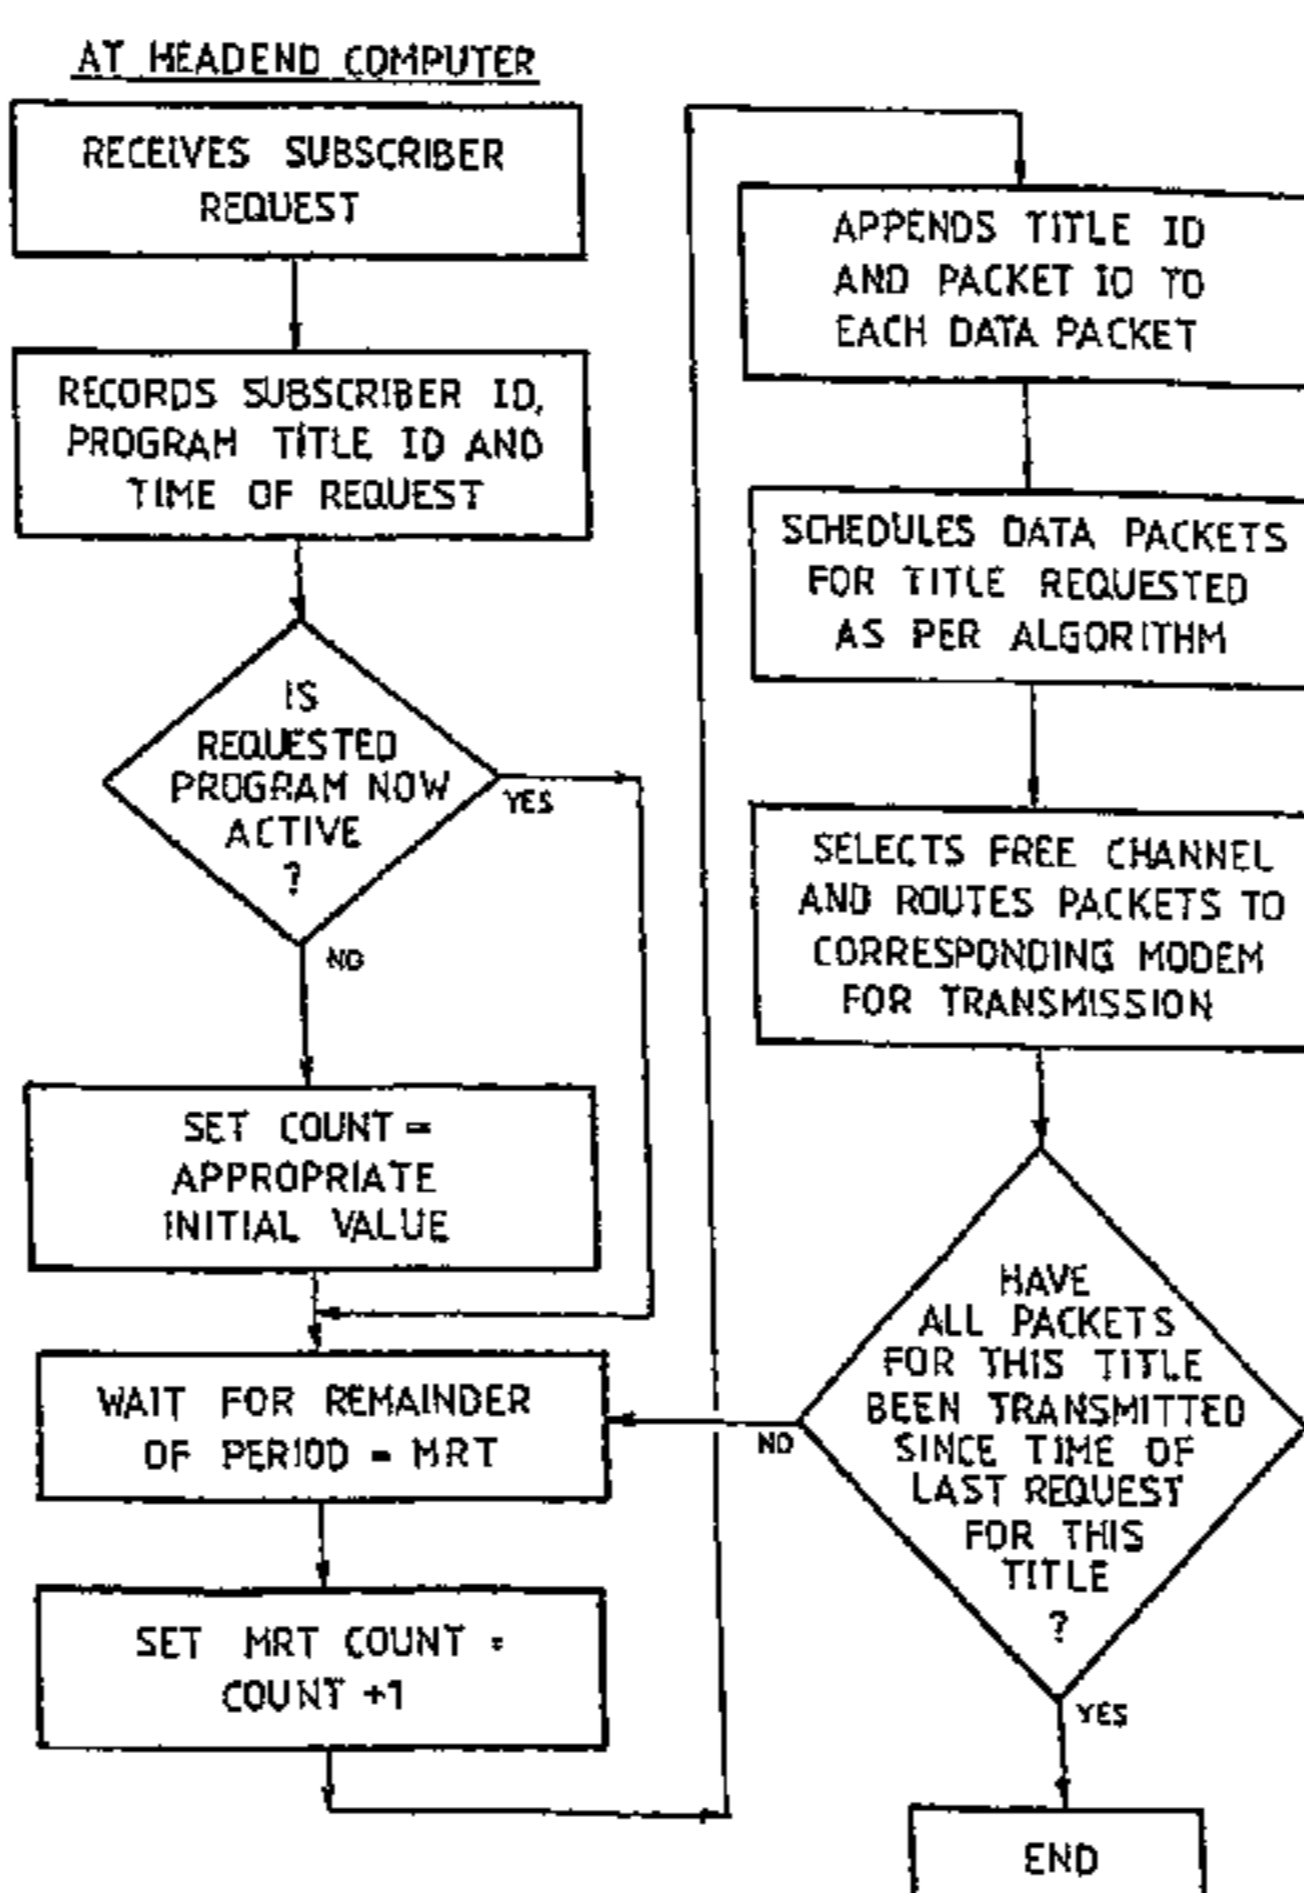 AT HEADEND COMPUTER
RECEIVES SUBSCRIBER
REQUEST
RECORDS SUBSCRIBER ID,
PROGRAM TITLE ID AND
TIME OF REQUEST
IS
REQUESTED
PROGRAM NOW
ACTIVE
?
YES
NO
SET COUNT =
APPROPRIATE
INITIAL VALUE
WAIT FOR REMAINDER
OF PERIOD = MRT
SET MRT COUNT =
COUNT +1
APPENDS TITLE ID
AND PACKET ID TO
EACH DATA PACKET
SCHEDULES DATA PACKETS
FOR TITLE REQUESTED
AS PER ALGORITHM
SELECTS FREE CHANNEL
AND ROUTES PACKETS TO
CORRESPONDING MODEM
FOR TRANSMISSION
HAVE
ALL PACKETS
FOR THIS TITLE
BEEN TRANSMITTED
SINCE TIME OF
LAST REQUEST
FOR THIS
TITLE
?
NO
YES
END